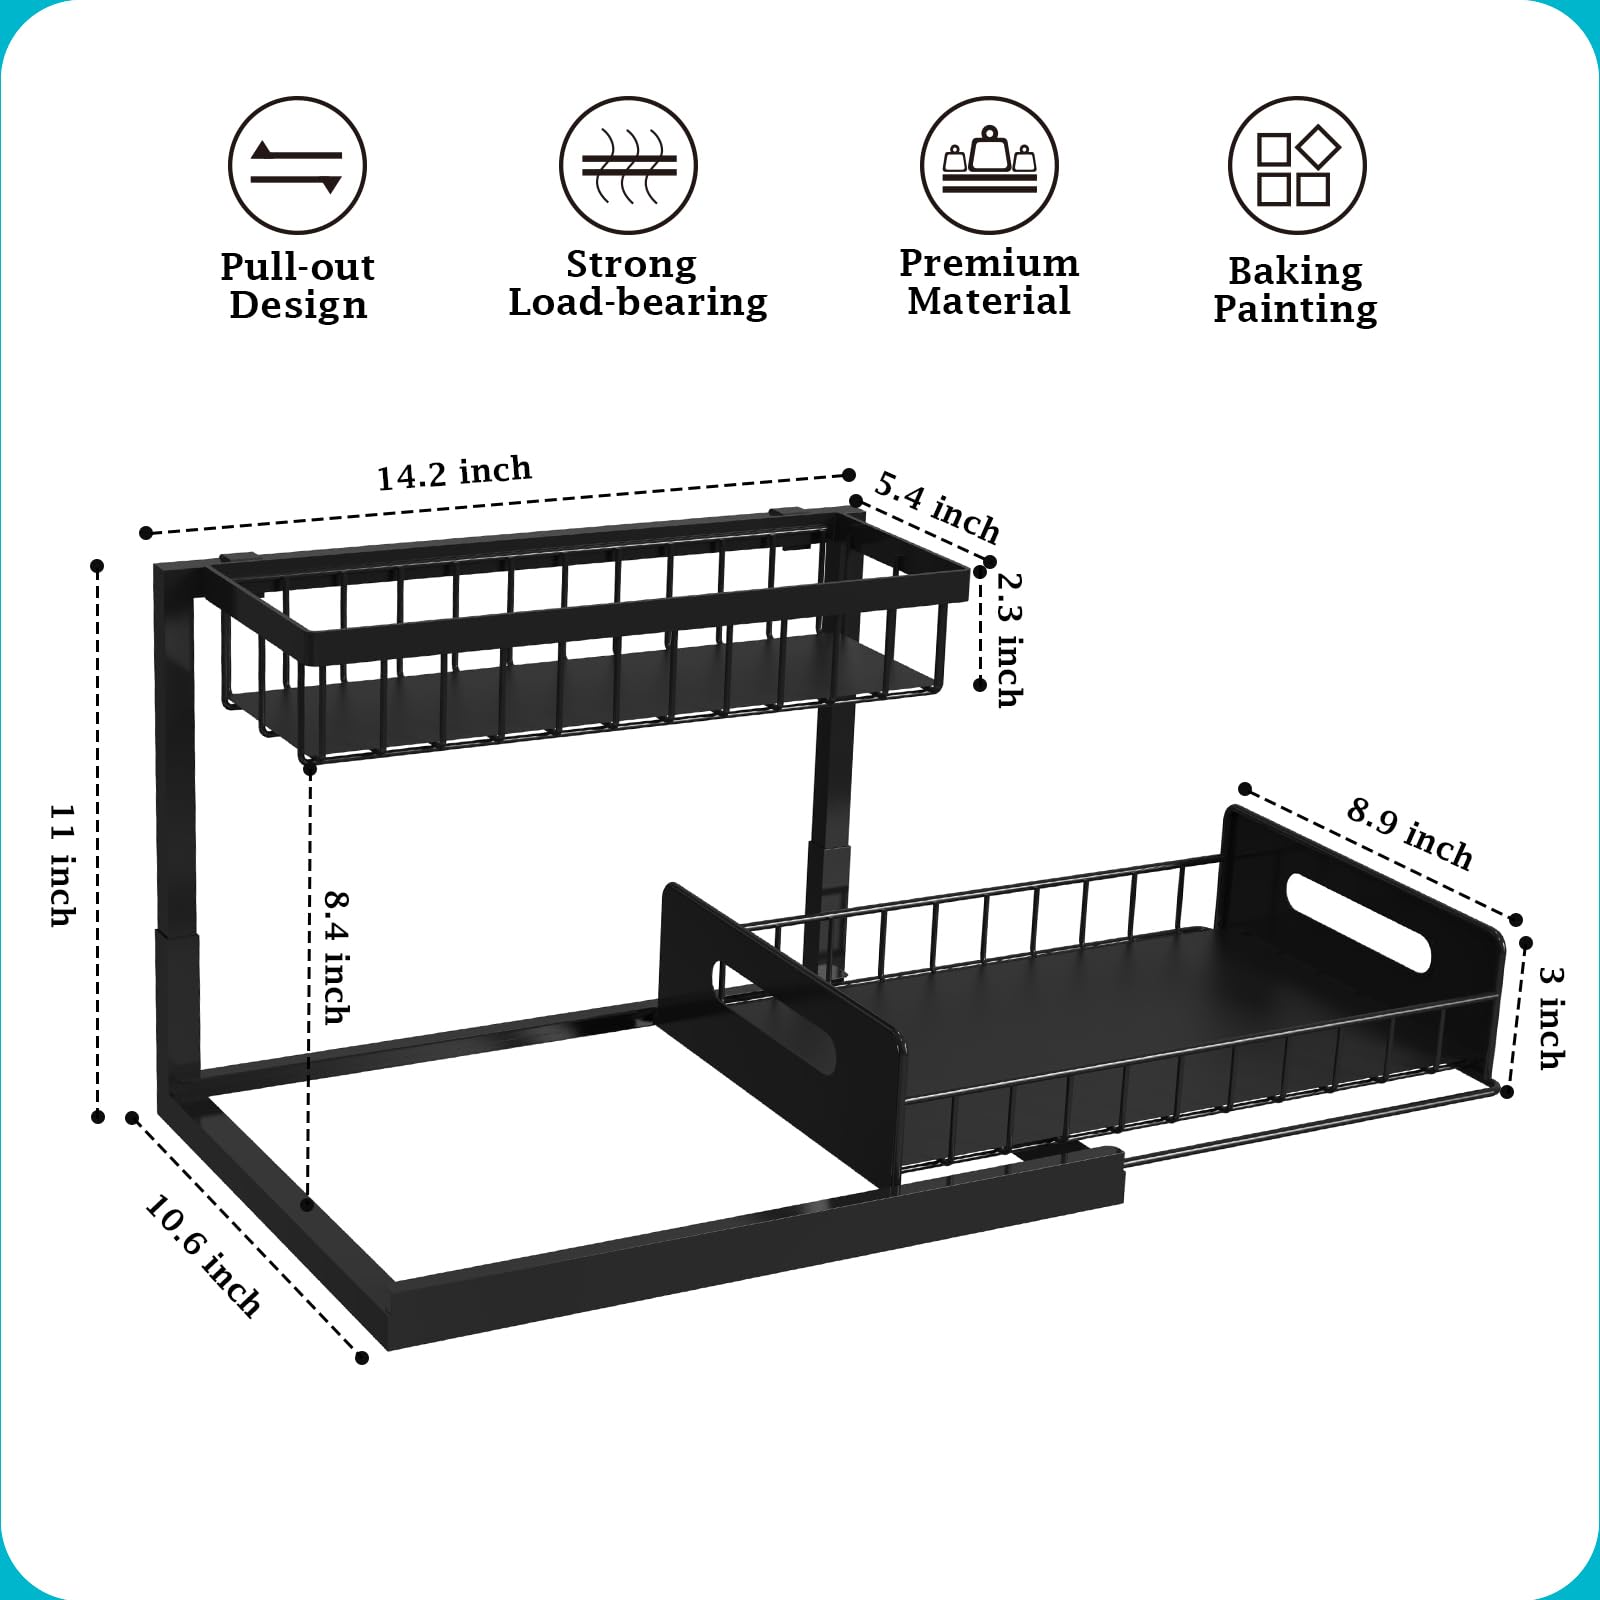 Pull-out
Design
Strong
Load-bearing
Premium
Material
Baking
Painting
14.2 inch
5.4 inch
2.3 inch
11 inch
8.4 inch
8.9 inch
3 inch
10.6 inch